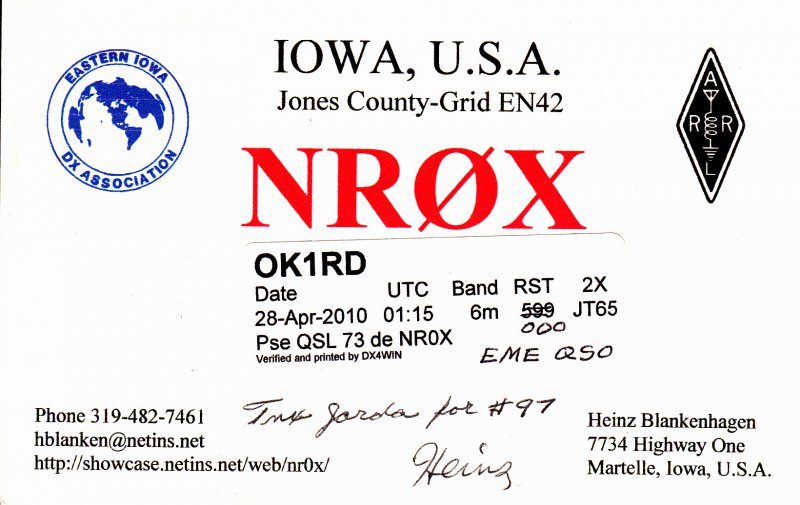 EASTERN IOWA
DX ASSOCIATION
IOWA, U.S.A.
Jones County-Grid EN42
A
R R
L
NRØX
OK1RD
Date UTC Band RST 2X
28-Apr-2010 01:15 6m 599 JT65
000
Pse QSL 73 de NR0X
Verified and printed by DX4WIN
EME QSO
Tnx Jarda for #97
Heinz
Phone 319-482-7461
hblanken@netins.net
http://showcase.netins.net/web/nr0x/
Heinz Blankenhagen
7734 Highway One
Martelle, Iowa, U.S.A.